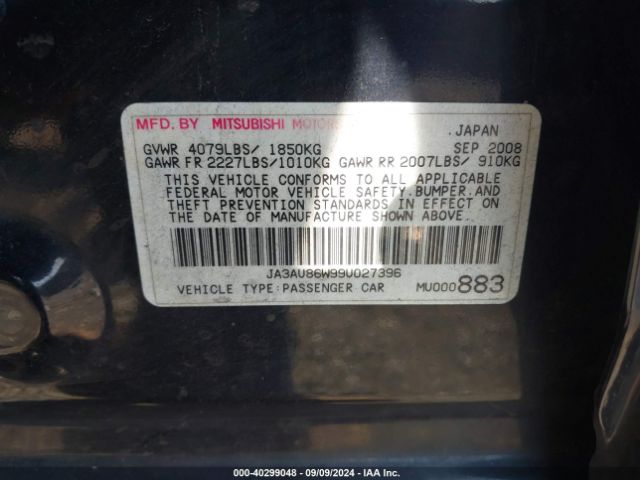 MFD. BY MITSUBISHI MOTORS
. JAPAN
GVWR 4079LBS/ 1850KG SEP 2008
GAWR FR 2227LBS/1010KG GAWR RR 2007LBS/ 910KG
THIS VEHICLE CONFORMS TO ALL APPLICABLE
FEDERAL MOTOR VEHICLE SAFETY.BUMPER.AND
THEFT PREVENTION STANDARDS IN EFFECT ON
THE DATE OF MANUFACTURE SHOWN ABOVE.
JA3AU86W99U027396
VEHICLE TYPE:PASSENGER CAR MU000883
000-40299048 - 09/09/2024 - IAA Inc.